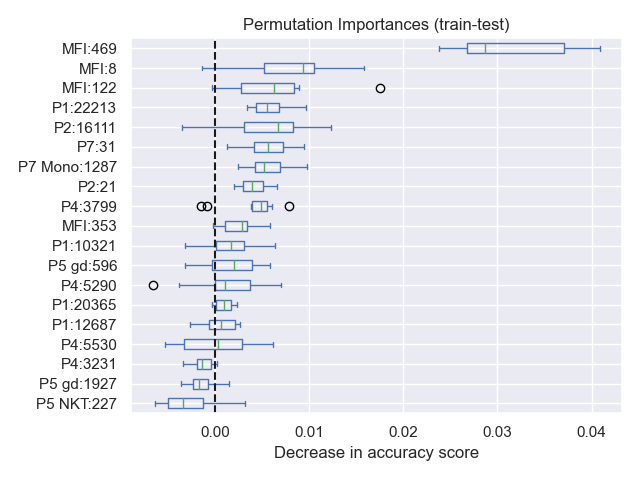 Permutation Importances (train-test)
MFI:469
MFI:8
MFI:122
P1:22213
P2:16111
P7:31
P7 Mono:1287
P2:21
P4:3799
MFI:353
P1:10321
P5 gd:596
P4:5290
P1:20365
P1:12687
P4:5530
P4:3231
P5 gd:1927
P5 NKT:227
0.00 0.01 0.02 0.03 0.04
Decrease in accuracy score